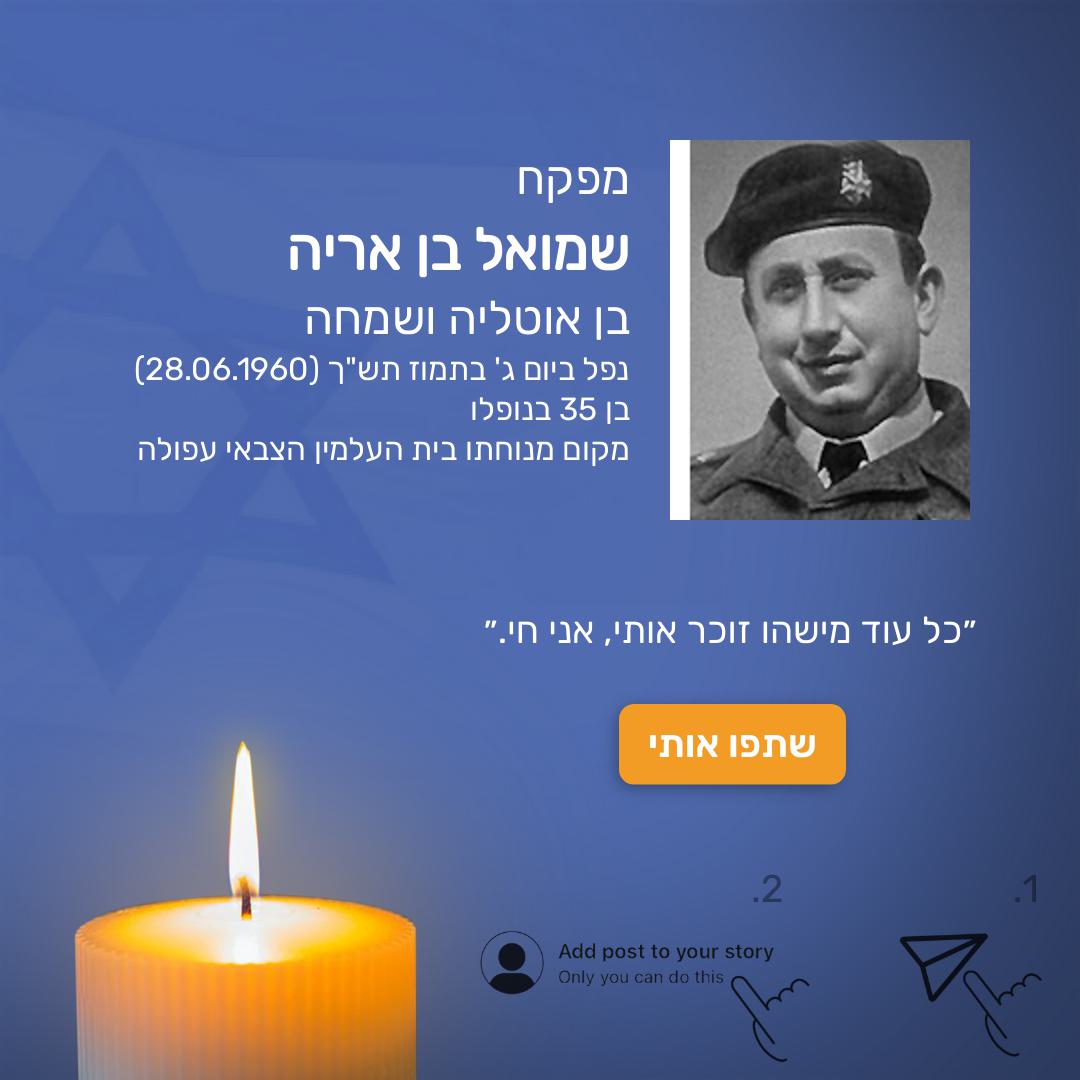 מפקח
שמואל בן אריה
בן אוטליה ושמחה
נפל ביום ג' בתמוז תש"ך (28.06.1960)
בן 35 בנופלו
מקום מנוחתו בית העלמין הצבאי עפולה
”כל עוד מישהו זוכר אותי, אני חי.”
שתפו אותי
.1
.2
Add post to your story
Only you can do this